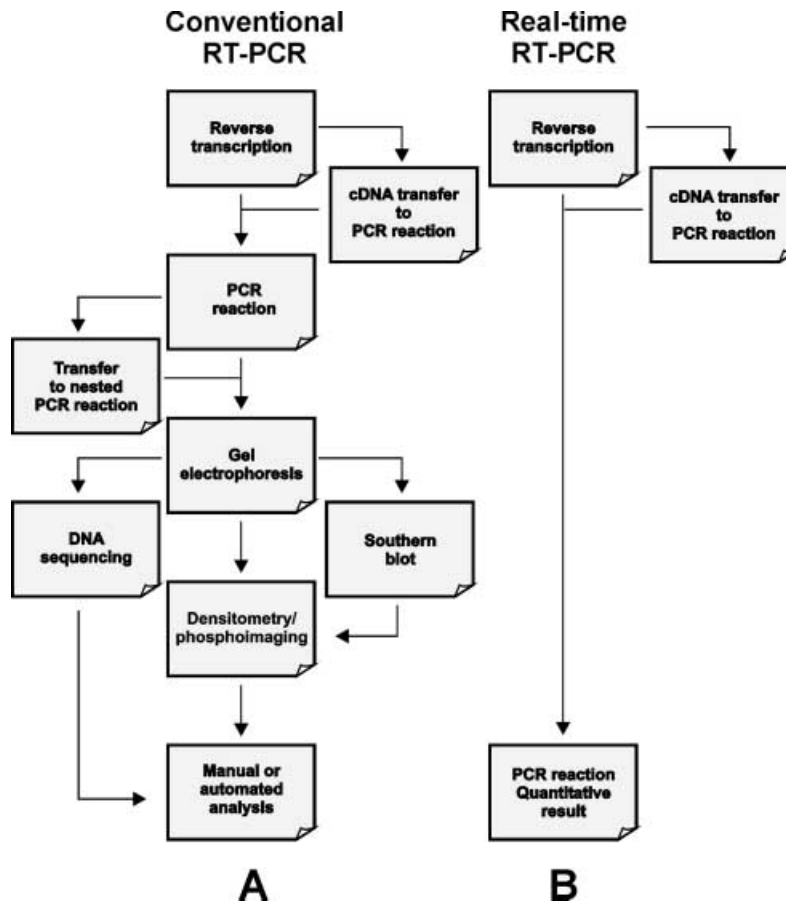 Conventional
RT-PCR
Real-time
RT-PCR
Reverse
transcription
cDNA transfer
to
PCR reaction
PCR
reaction
Transfer
to nested
PCR reaction
Gel
electrophoresis
DNA
sequencing
Southern
blot
Densitometry/
phosphoimaging
Manual or
automated
analysis
Reverse
transcription
cDNA transfer
to
PCR reaction
PCR reaction
Quantitative
result
A
B